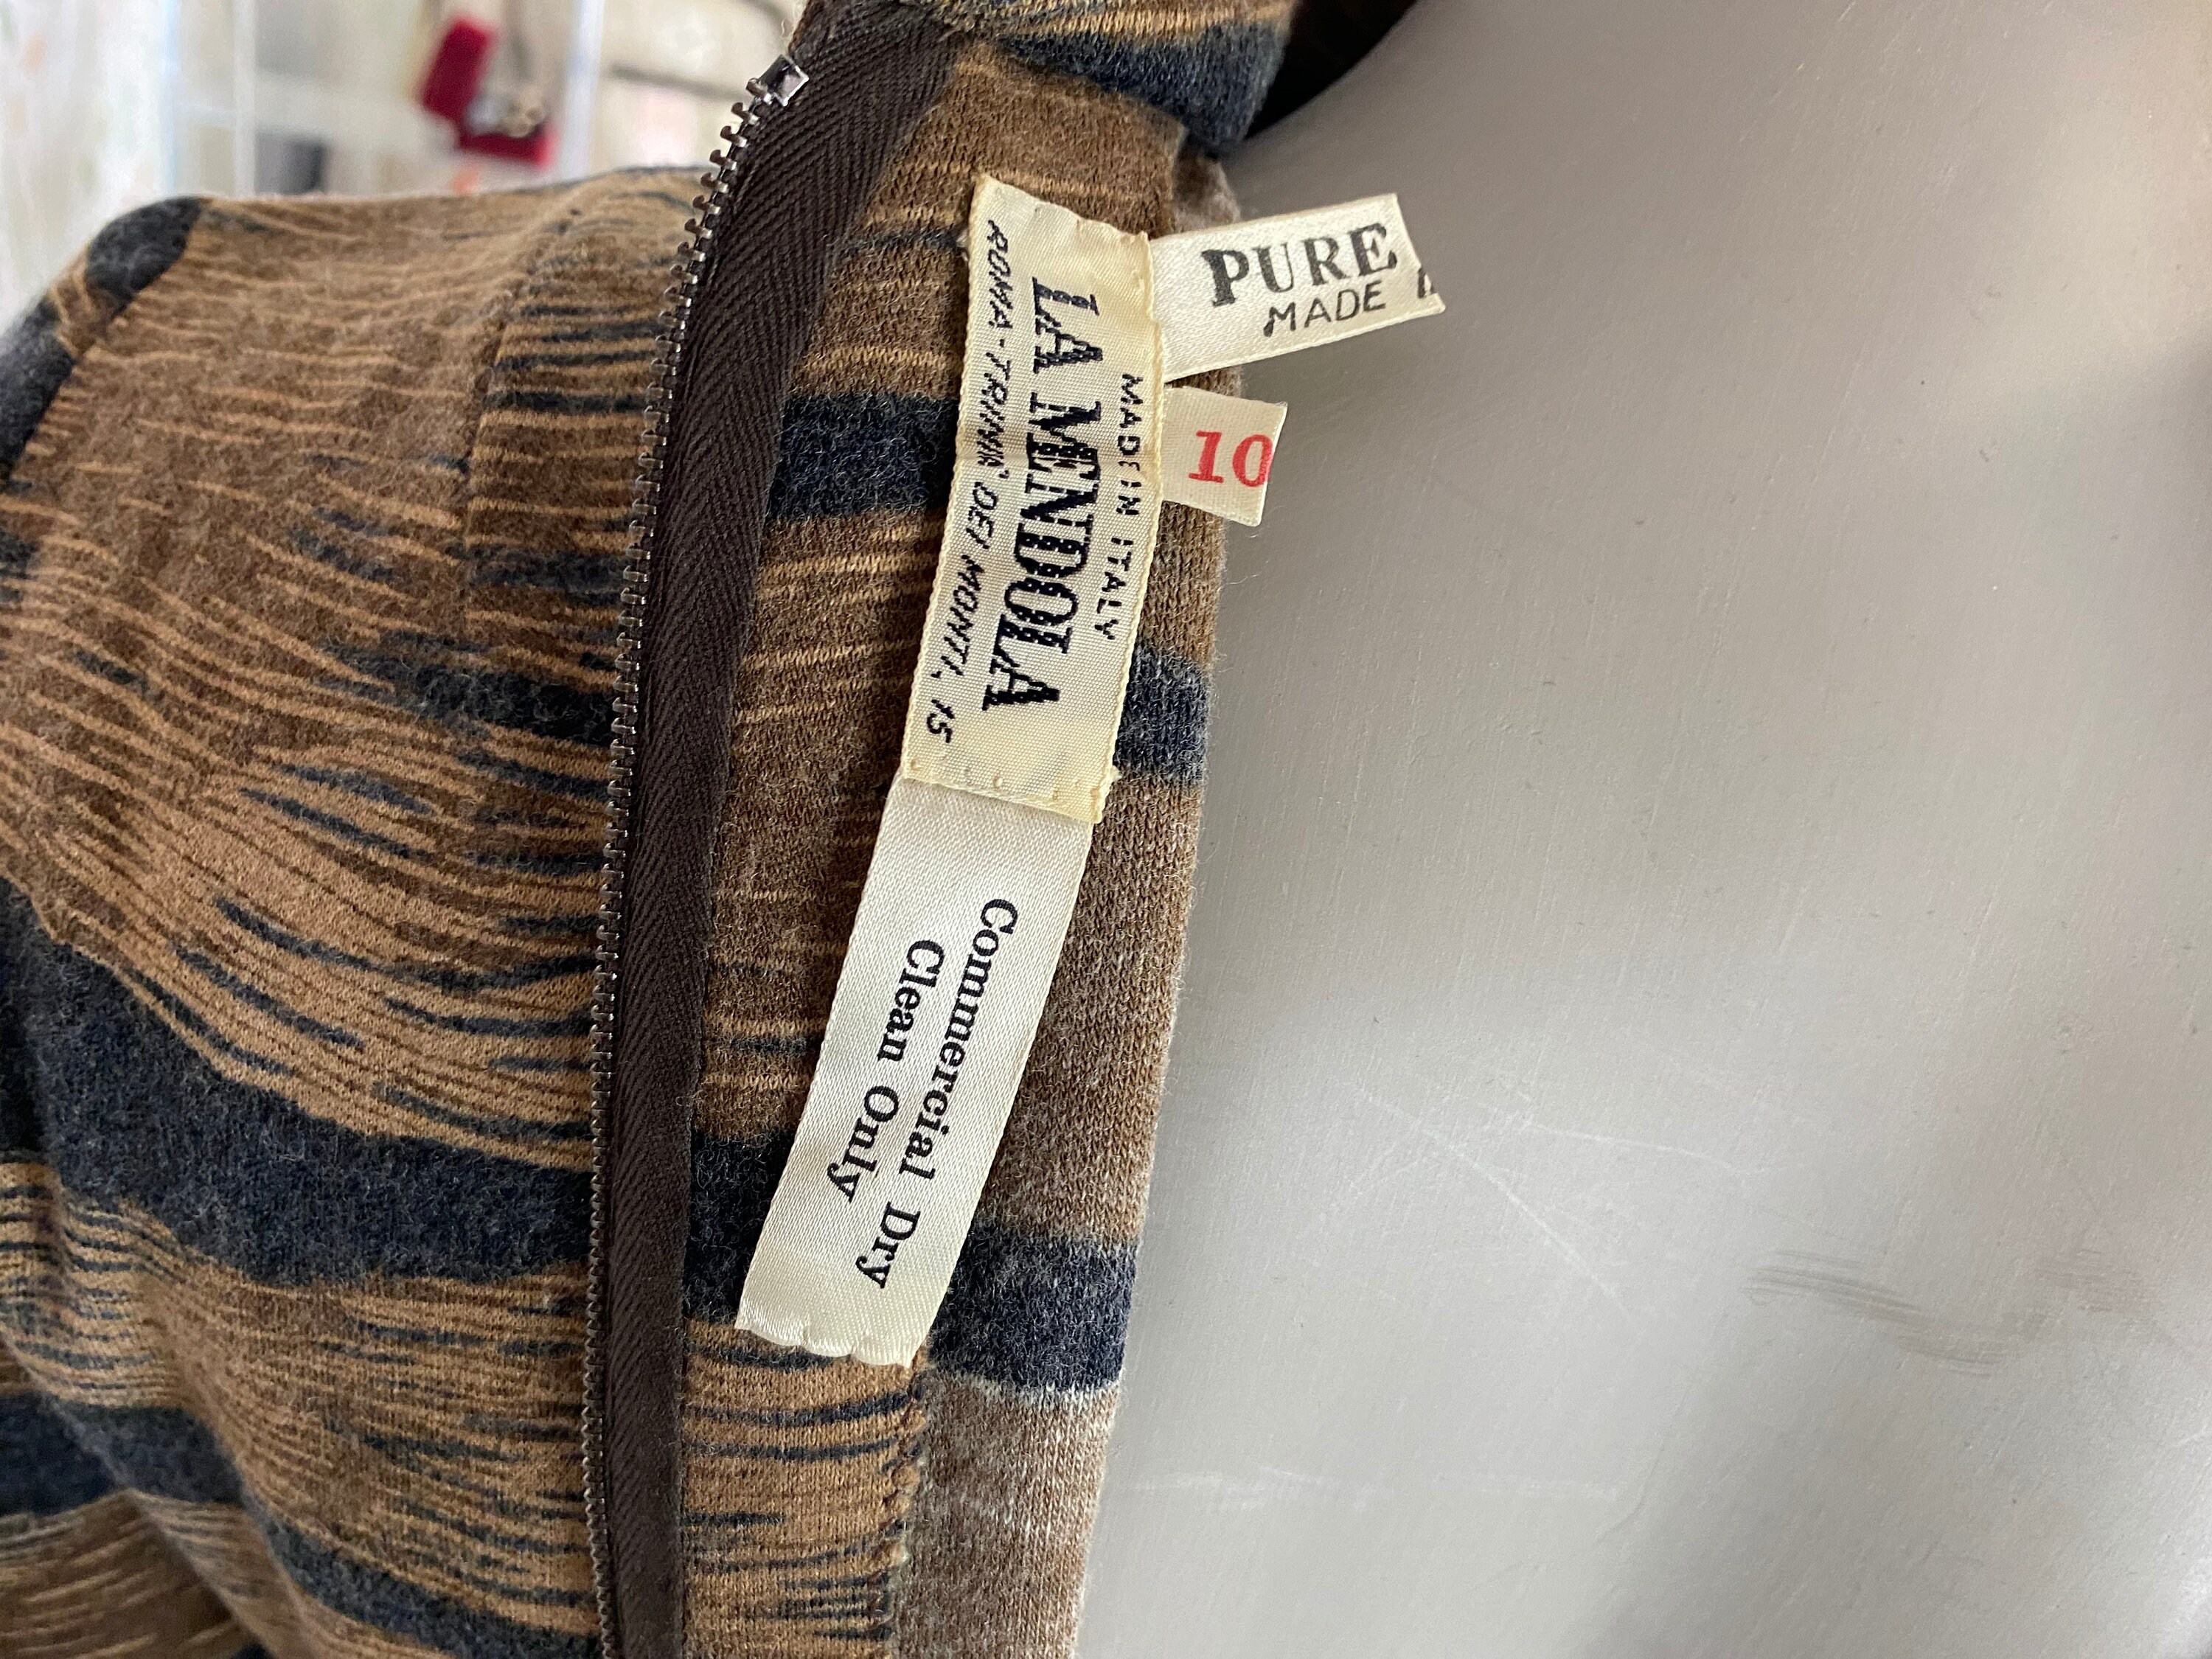 MADE IN ITALY
LA MENDOLA
ROMA - TRINITA' DEI MONTI, 15
PURE
MADE
10
Commercial Dry
Clean Only